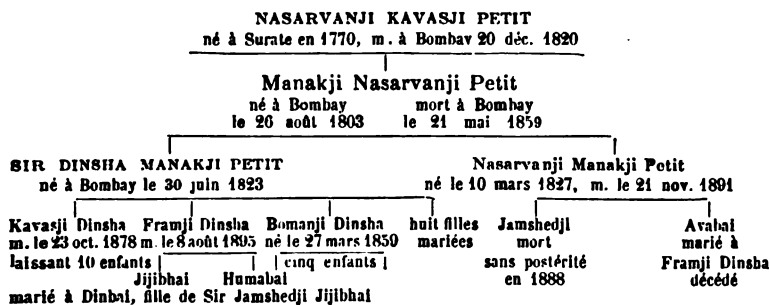 NASARVANJI KAVASJI PETIT
né à Surate en 1770, m. à Bombay 20 déc. 1820
Manakji Nasarvanji Petit
né à Bombay mort à Bombay
le 26 août 1803 le 21 mai 1859
SIR DINSHA MANAKJI PETIT Nasarvanji Manakji Petit
né à Bombay le 30 juin 1823 né le 10 mars 1827, m. le 21 nov. 1891
Kavasji Dinsha Framji Dinsha Bomanji Dinsha huit filles Jamshedji Avabai
m. le 23 oct. 1878 m. le 8 août 1895 né le 27 mars 1859 mariées mort marié à
laissant 10 enfants cinq enfants sans postérité Framji Dinsha
Jijibhai Humabai en 1888 décédé
marié à Dinbai, fille de Sir Jamshedji Jijibhai